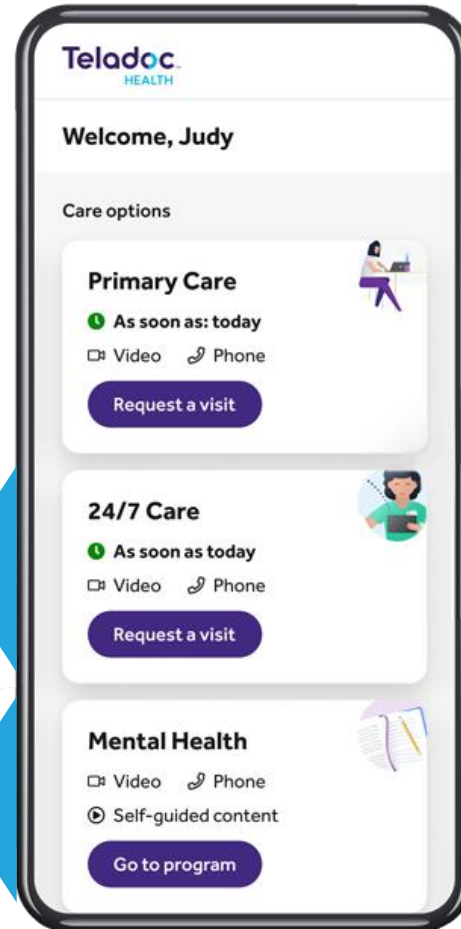 Teladoc™
HEALTH
Welcome, Judy
Care options
Primary Care
As soon as: today
Video Phone
Request a visit
24/7 Care
As soon as today
Video Phone
Request a visit
Mental Health
Video Phone
Self-guided content
Go to program